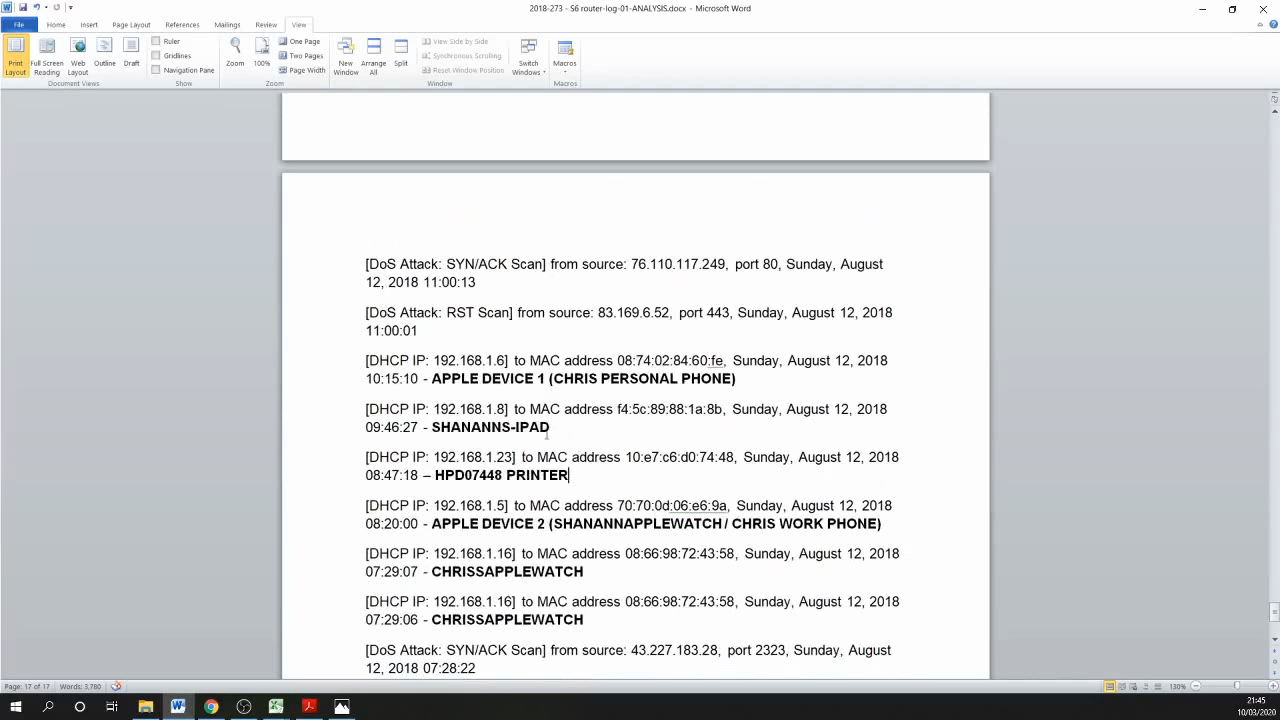 2018-273 - S6 router-log-01-ANALYSIS.docx - Microsoft Word
File Home Insert Page Layout References Mailings Review View
Print Layout
Full Screen Reading
Web Layout
Outline
Draft
Document Views
Ruler
Gridlines
Navigation Pane
Show
Zoom
100%
One Page
Two Pages
Page Width
Zoom
New Window
Arrange All
Split
View Side by Side
Synchronous Scrolling
Reset Window Position
Switch Windows
Window
Macros
Macros
[DoS Attack: SYN/ACK Scan] from source: 76.110.117.249, port 80, Sunday, August
12, 2018 11:00:13
[DoS Attack: RST Scan] from source: 83.169.6.52, port 443, Sunday, August 12, 2018
11:00:01
[DHCP IP: 192.168.1.6] to MAC address 08:74:02:84:60:fe, Sunday, August 12, 2018
10:15:10 - APPLE DEVICE 1 (CHRIS PERSONAL PHONE)
[DHCP IP: 192.168.1.8] to MAC address f4:5c:89:88:1a:8b, Sunday, August 12, 2018
09:46:27 - SHANANNS-IPAD
[DHCP IP: 192.168.1.23] to MAC address 10:e7:c6:d0:74:48, Sunday, August 12, 2018
08:47:18 – HPD07448 PRINTER
[DHCP IP: 192.168.1.5] to MAC address 70:70:0d:06:e6:9a, Sunday, August 12, 2018
08:20:00 - APPLE DEVICE 2 (SHANANNAPPLEWATCH / CHRIS WORK PHONE)
[DHCP IP: 192.168.1.16] to MAC address 08:66:98:72:43:58, Sunday, August 12, 2018
07:29:07 - CHRISSAPPLEWATCH
[DHCP IP: 192.168.1.16] to MAC address 08:66:98:72:43:58, Sunday, August 12, 2018
07:29:06 - CHRISSAPPLEWATCH
[DoS Attack: SYN/ACK Scan] from source: 43.227.183.28, port 2323, Sunday, August
12, 2018 07:28:22
Page: 17 of 17 Words: 3,780
130%
21:45
10/03/2020